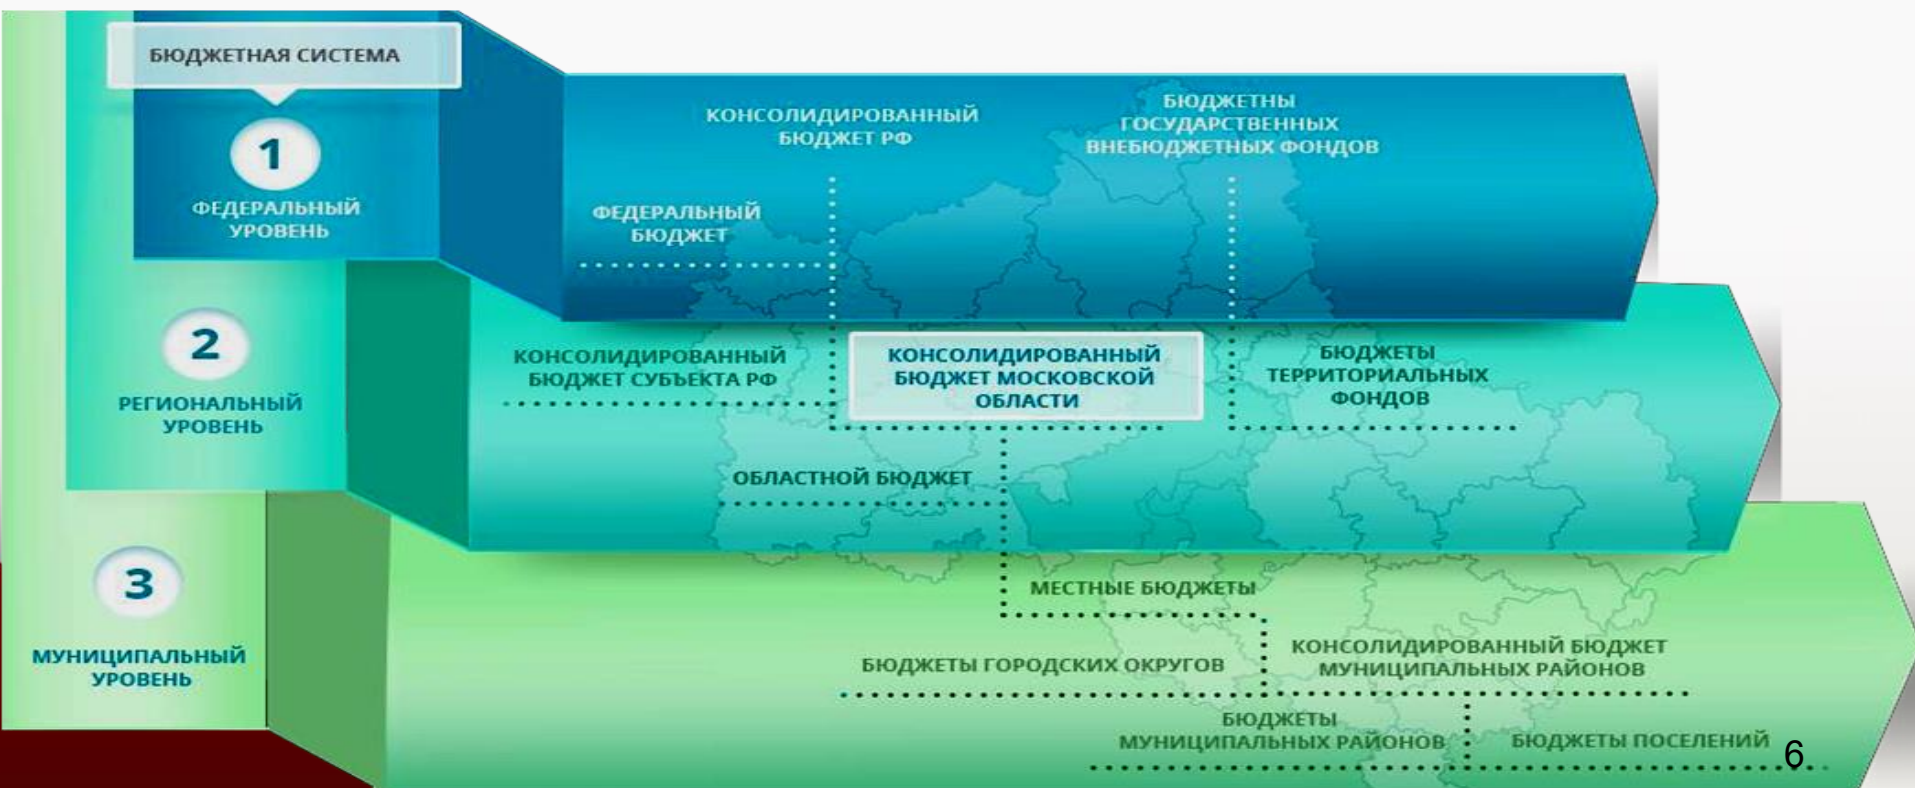 БЮДЖЕТНАЯ СИСТЕМА
1
ФЕДЕРАЛЬНЫЙ
УРОВЕНЬ
КОНСОЛИДИРОВАННЫЙ
БЮДЖЕТ РФ
БЮДЖЕТНЫ
ГОСУДАРСТВЕННЫХ
ВНЕБЮДЖЕТНЫХ ФОНДОВ
ФЕДЕРАЛЬНЫЙ
БЮДЖЕТ
2
РЕГИОНАЛЬНЫЙ
УРОВЕНЬ
КОНСОЛИДИРОВАННЫЙ
БЮДЖЕТ СУБЪЕКТА РФ
КОНСОЛИДИРОВАННЫЙ
БЮДЖЕТ МОСКОВСКОЙ
ОБЛАСТИ
БЮДЖЕТЫ
ТЕРРИТОРИАЛЬНЫХ
ФОНДОВ
ОБЛАСТНОЙ БЮДЖЕТ
3
МУНИЦИПАЛЬНЫЙ
УРОВЕНЬ
МЕСТНЫЕ БЮДЖЕТЫ
БЮДЖЕТЫ ГОРОДСКИХ ОКРУГОВ
КОНСОЛИДИРОВАННЫЙ БЮДЖЕТ
МУНИЦИПАЛЬНЫХ РАЙОНОВ
БЮДЖЕТЫ
МУНИЦИПАЛЬНЫХ РАЙОНОВ
БЮДЖЕТЫ ПОСЕЛЕНИЙ
6